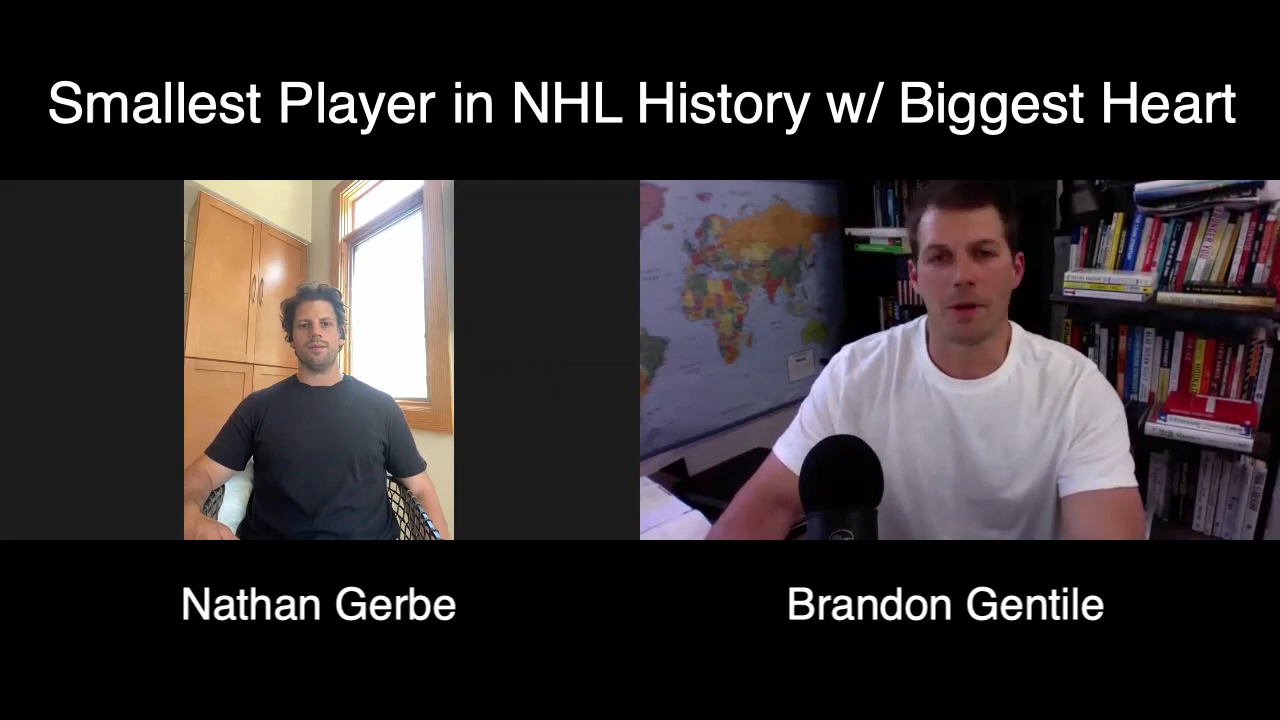 Smallest Player in NHL History w/ Biggest Heart
Nathan Gerbe
Brandon Gentile